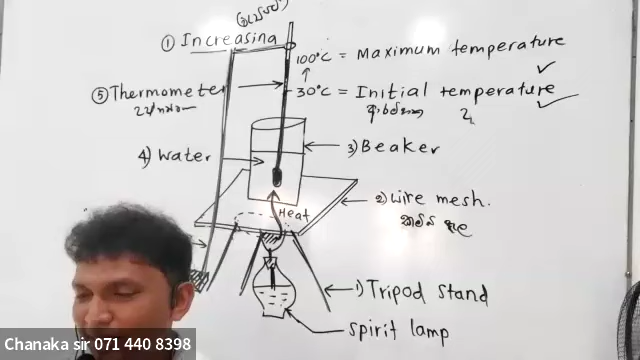 ① Increasing
100°C = Maximum temperature
⑤ Thermometer
30°C = Initial temperature
4) Water
3) Beaker
Heat
2) wire mesh.
1) Tripod stand
spirit lamp
Chanaka sir 071 440 8398